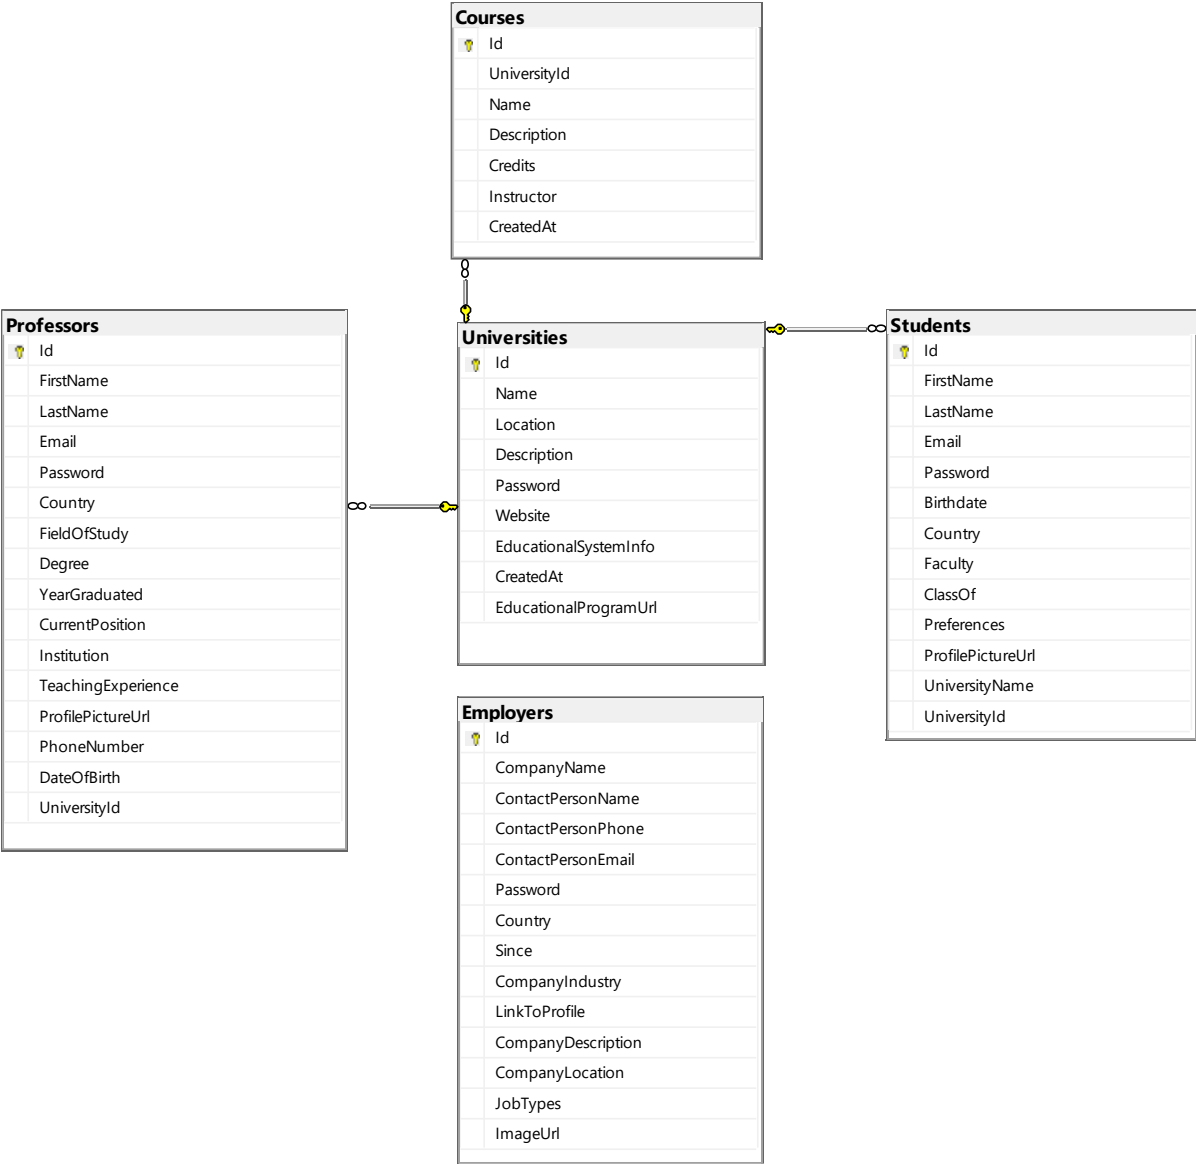 Courses
Id
UniversityId
Name
Description
Credits
Instructor
CreatedAt
Professors
Id
FirstName
LastName
Email
Password
Country
FieldOfStudy
Degree
YearGraduated
CurrentPosition
Institution
TeachingExperience
ProfilePictureUrl
PhoneNumber
DateOfBirth
UniversityId
Universities
Id
Name
Location
Description
Password
Website
EducationalSystemInfo
CreatedAt
EducationalProgramUrl
Students
Id
FirstName
LastName
Email
Password
Birthdate
Country
Faculty
ClassOf
Preferences
ProfilePictureUrl
UniversityName
UniversityId
Employers
Id
CompanyName
ContactPersonName
ContactPersonPhone
ContactPersonEmail
Password
Country
Since
CompanyIndustry
LinkToProfile
CompanyDescription
CompanyLocation
JobTypes
ImageUrl